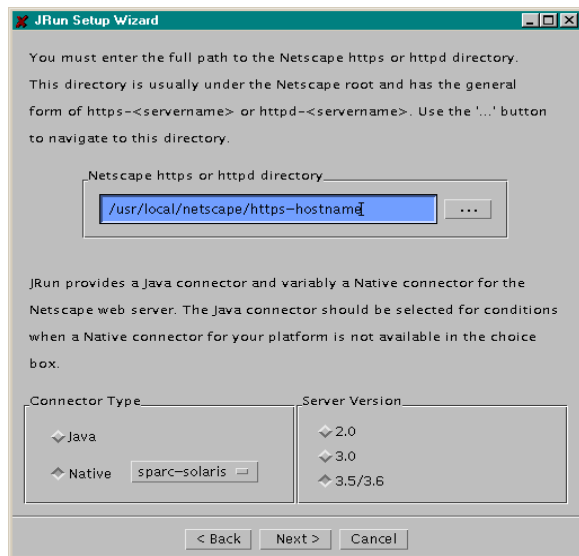 JRun Setup Wizard
You must enter the full path to the Netscape https or httpd directory.
This directory is usually under the Netscape root and has the general
form of https-<servername> or httpd-<servername>. Use the '...' button
to navigate to this directory.
Netscape https or httpd directory
/usr/local/netscape/https-hostname
...
JRun provides a Java connector and variably a Native connector for the
Netscape web server. The Java connector should be selected for conditions
when a Native connector for your platform is not available in the choice
box.
Connector Type
Java
Native sparc-solaris
Server Version
2.0
3.0
3.5/3.6
< Back Next > Cancel